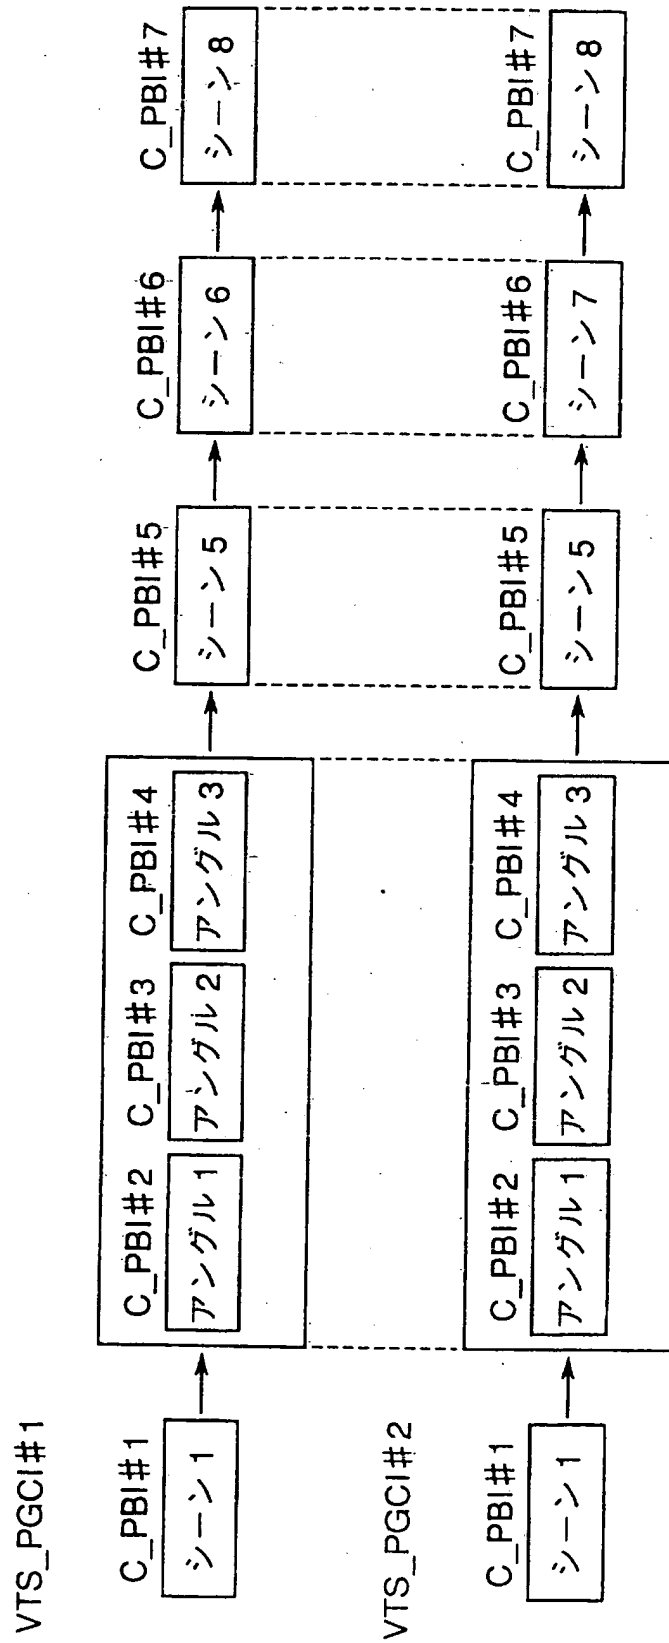 VTS_PGCI#1
C_PBI#1
シーン1
C_PBI#2
アングル1
C_PBI#3
アングル2
C_PBI#4
アングル3
C_PBI#5
シーン5
C_PBI#6
シーン6
C_PBI#7
シーン8
VTS_PGCI#2
C_PBI#1
シーン1
C_PBI#2
アングル1
C_PBI#3
アングル2
C_PBI#4
アングル3
C_PBI#5
シーン5
C_PBI#6
シーン7
C_PBI#7
シーン8